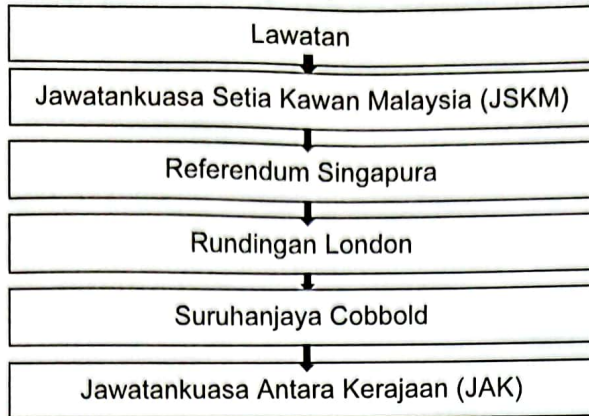 Lawatan
Jawatankuasa Setia Kawan Malaysia (JSKM)
Referendum Singapura
Rundingan London
Suruhanjaya Cobbold
Jawatankuasa Antara Kerajaan (JAK)